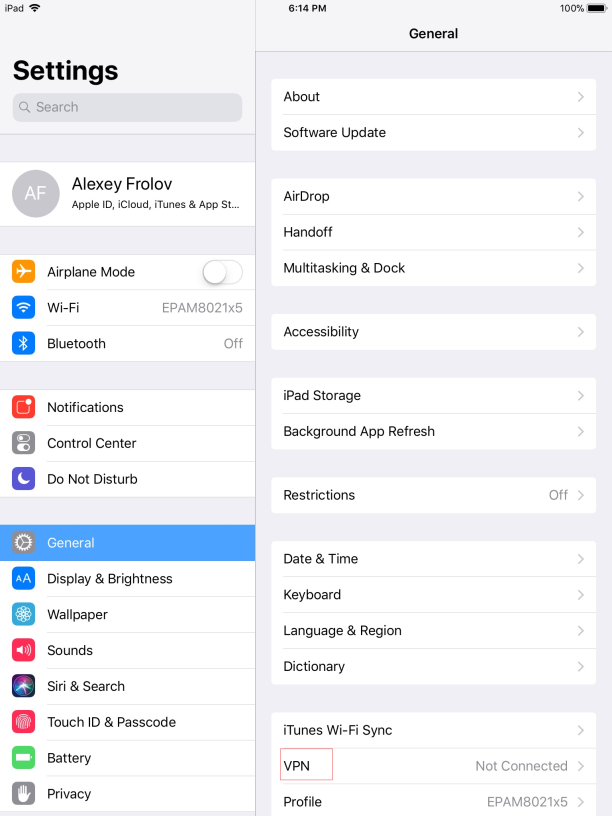 iPad
6:14 PM
100%
Settings
Search
AF
Alexey Frolov
Apple ID, iCloud, iTunes & App St...
Airplane Mode
Wi-Fi EPAM8021x5
Bluetooth Off
Notifications
Control Center
Do Not Disturb
General
AA Display & Brightness
Wallpaper
Sounds
Siri & Search
Touch ID & Passcode
Battery
Privacy
General
About
Software Update
AirDrop
Handoff
Multitasking & Dock
Accessibility
iPad Storage
Background App Refresh
Restrictions Off
Date & Time
Keyboard
Language & Region
Dictionary
iTunes Wi-Fi Sync
VPN Not Connected
Profile EPAM8021x5